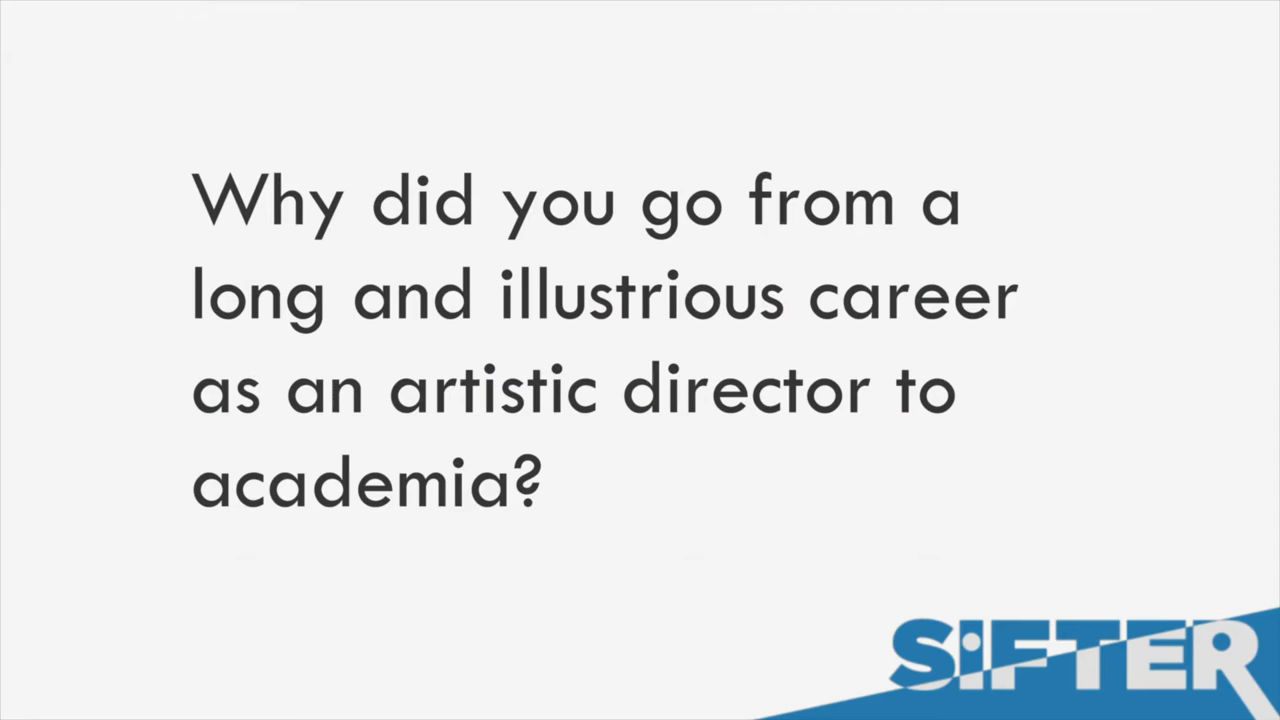 Why did you go from a
long and illustrious career
as an artistic director to
academia?
SIFTER